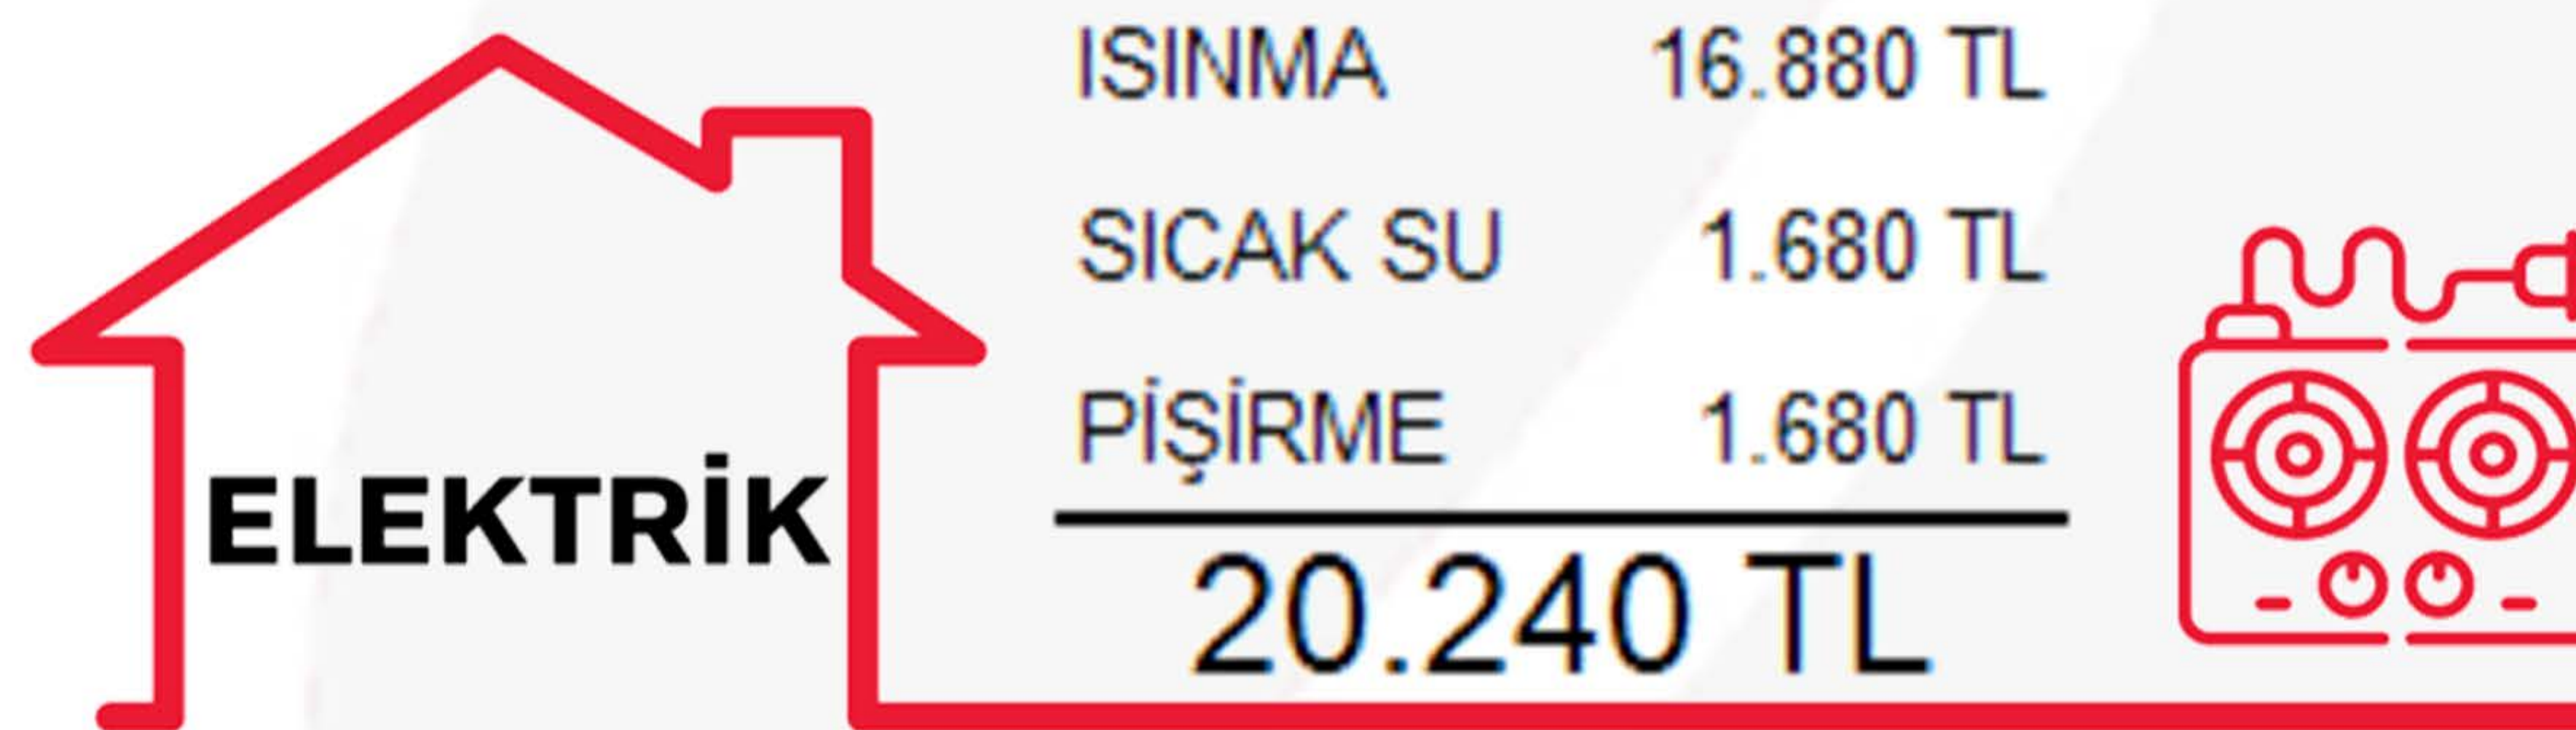 ISINMA 16.880 TL
SICAK SU 1.680 TL
PİŞİRME 1.680 TL
ELEKTRİK
20.240 TL